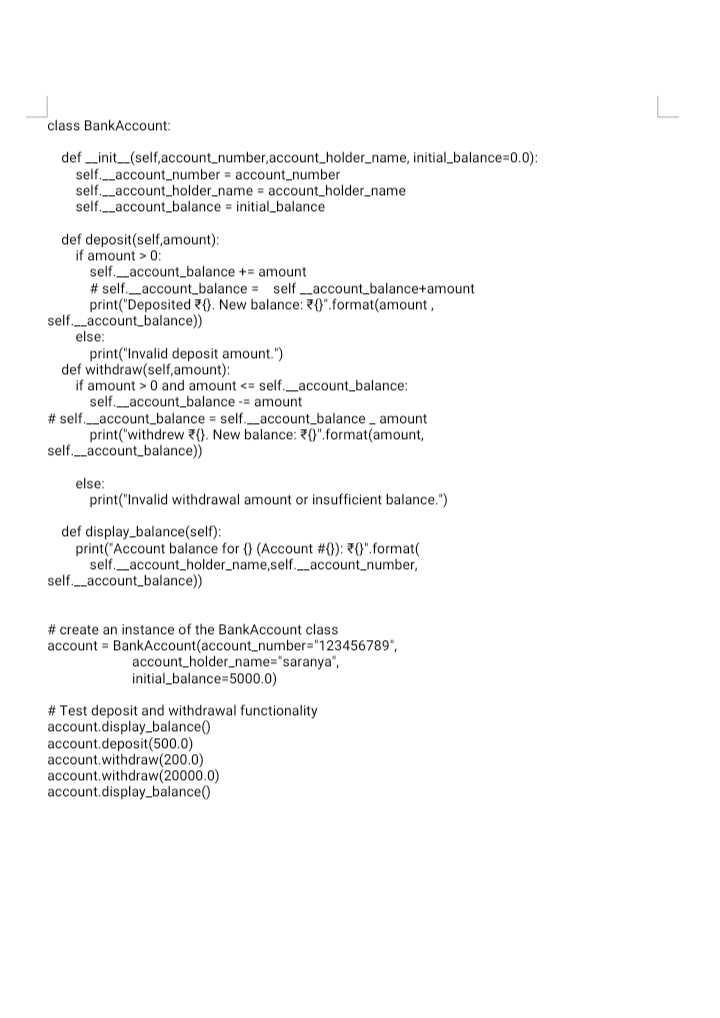 class BankAccount:
def __init__(self,account_number,account_holder_name, initial_balance=0.0):
self.__account_number = account_number
self.__account_holder_name = account_holder_name
self.__account_balance = initial_balance
def deposit(self,amount):
if amount > 0:
self.__account_balance += amount
# self.__account_balance =   self __account_balance+amount
print("Deposited ₹{}. New balance: ₹{}".format(amount ,
self.__account_balance))
else:
print("Invalid deposit amount.")
def withdraw(self,amount):
if amount > 0 and amount <= self.__account_balance:
self.__account_balance -= amount
# self.__account_balance = self.__account_balance _ amount
print("withdrew ₹{}. New balance: ₹{}".format(amount,
self.__account_balance))
else:
print("Invalid withdrawal amount or insufficient balance.")
def display_balance(self):
print("Account balance for {} (Account #{}): ₹{}".format(
self.__account_holder_name,self.__account_number,
self.__account_balance))
# create an instance of the BankAccount class
account = BankAccount(account_number="123456789",
account_holder_name="saranya",
initial_balance=5000.0)
# Test deposit and withdrawal functionality
account.display_balance()
account.deposit(500.0)
account.withdraw(200.0)
account.withdraw(20000.0)
account.display_balance()